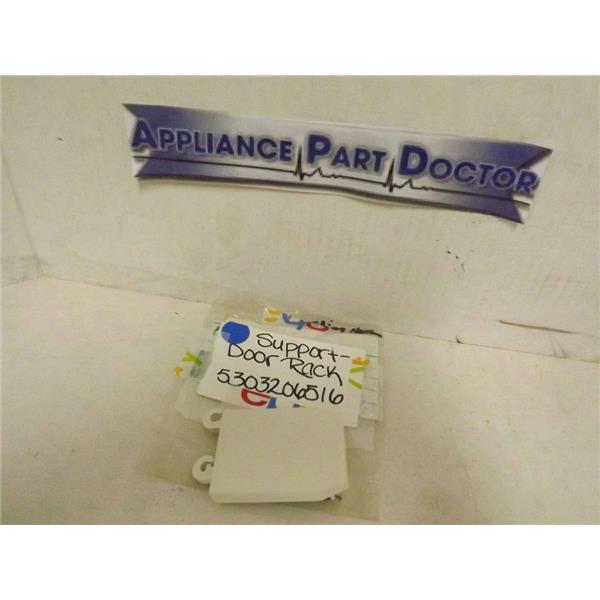 APPLIANCE PART DOCTOR
Support-
Door Rack
5303206516